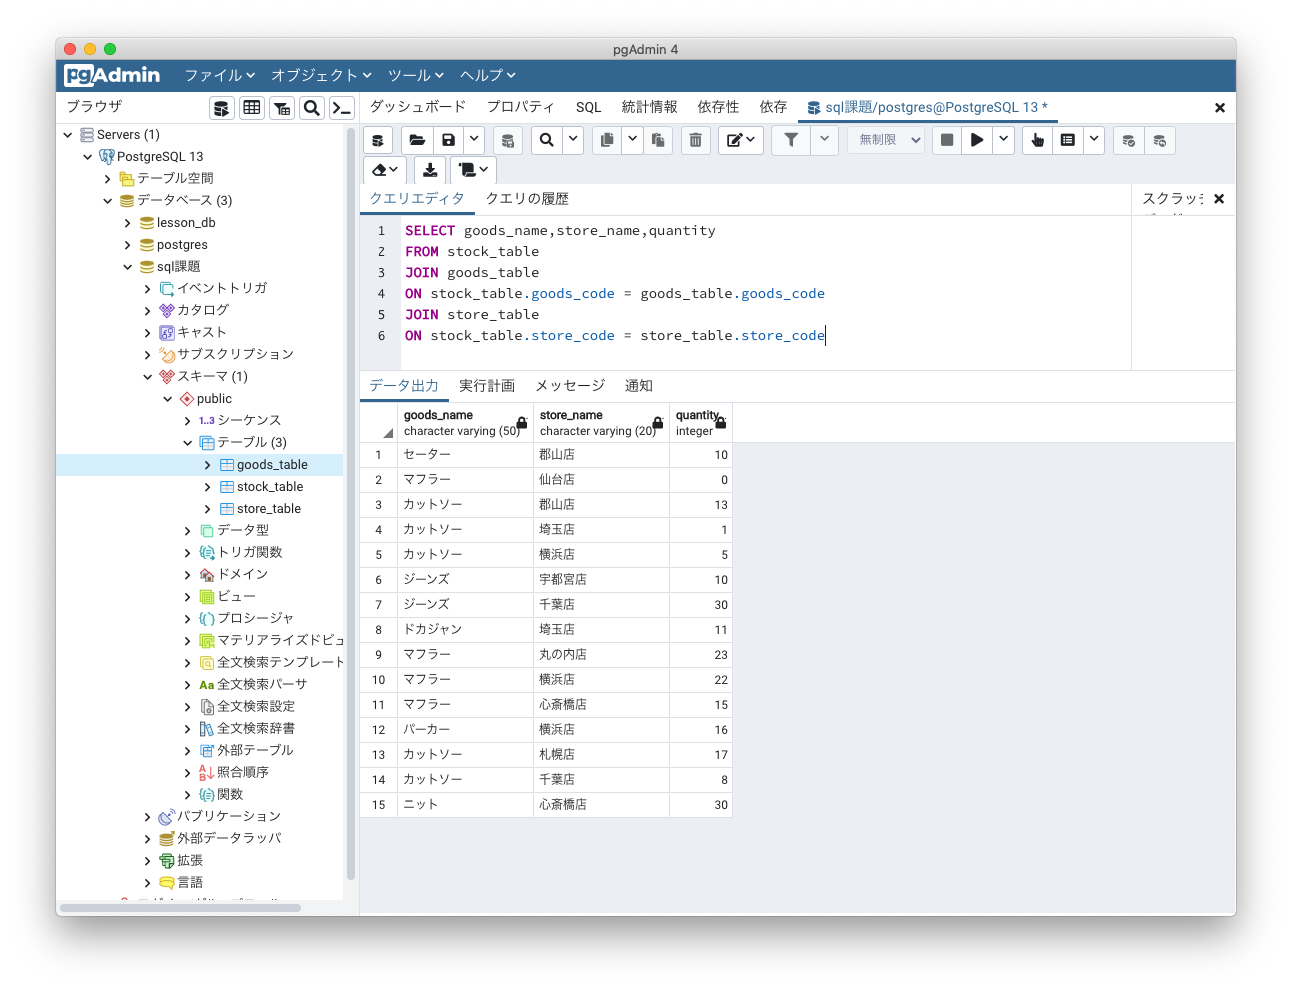 pgAdmin 4
pgAdmin ファイル オブジェクト ツール ヘルプ
ブラウザ
ダッシュボード プロパティ SQL 統計情報 依存性 依存 sql課題/postgres@PostgreSQL 13 *
無制限
クエリエディタ クエリの履歴
スクラッチ
Servers (1)
PostgreSQL 13
テーブル空間
データベース (3)
lesson_db
postgres
sql課題
イベントトリガ
カタログ
キャスト
サブスクリプション
スキーマ (1)
public
1..3 シーケンス
テーブル (3)
goods_table
stock_table
store_table
データ型
トリガ関数
ドメイン
ビュー
プロシージャ
マテリアライズドビュ
全文検索テンプレート
Aa 全文検索パーサ
全文検索設定
全文検索辞書
外部テーブル
照合順序
関数
パブリケーション
外部データラッパ
拡張
言語
1 SELECT goods_name,store_name,quantity
2 FROM stock_table
3 JOIN goods_table
4 ON stock_table.goods_code = goods_table.goods_code
5 JOIN store_table
6 ON stock_table.store_code = store_table.store_code
データ出力 実行計画 メッセージ 通知
goods_name store_name quantity
character varying (50) character varying (20) integer
1 セーター 郡山店 10
2 マフラー 仙台店 0
3 カットソー 郡山店 13
4 カットソー 埼玉店 1
5 カットソー 横浜店 5
6 ジーンズ 宇都宮店 10
7 ジーンズ 千葉店 30
8 ドカジャン 埼玉店 11
9 マフラー 丸の内店 23
10 マフラー 横浜店 22
11 マフラー 心斎橋店 15
12 パーカー 横浜店 16
13 カットソー 札幌店 17
14 カットソー 千葉店 8
15 ニット 心斎橋店 30